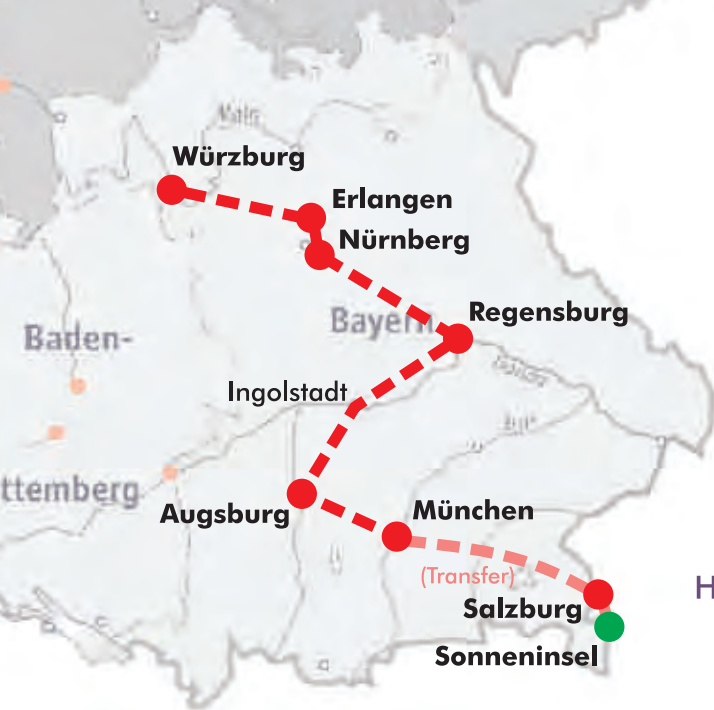 Main
Würzburg
Erlangen
Nürnberg
Regensburg
Bayern
Baden-
Ingolstadt
ttemberg
Augsburg
München
(Transfer)
H
Salzburg
Sonneninsel